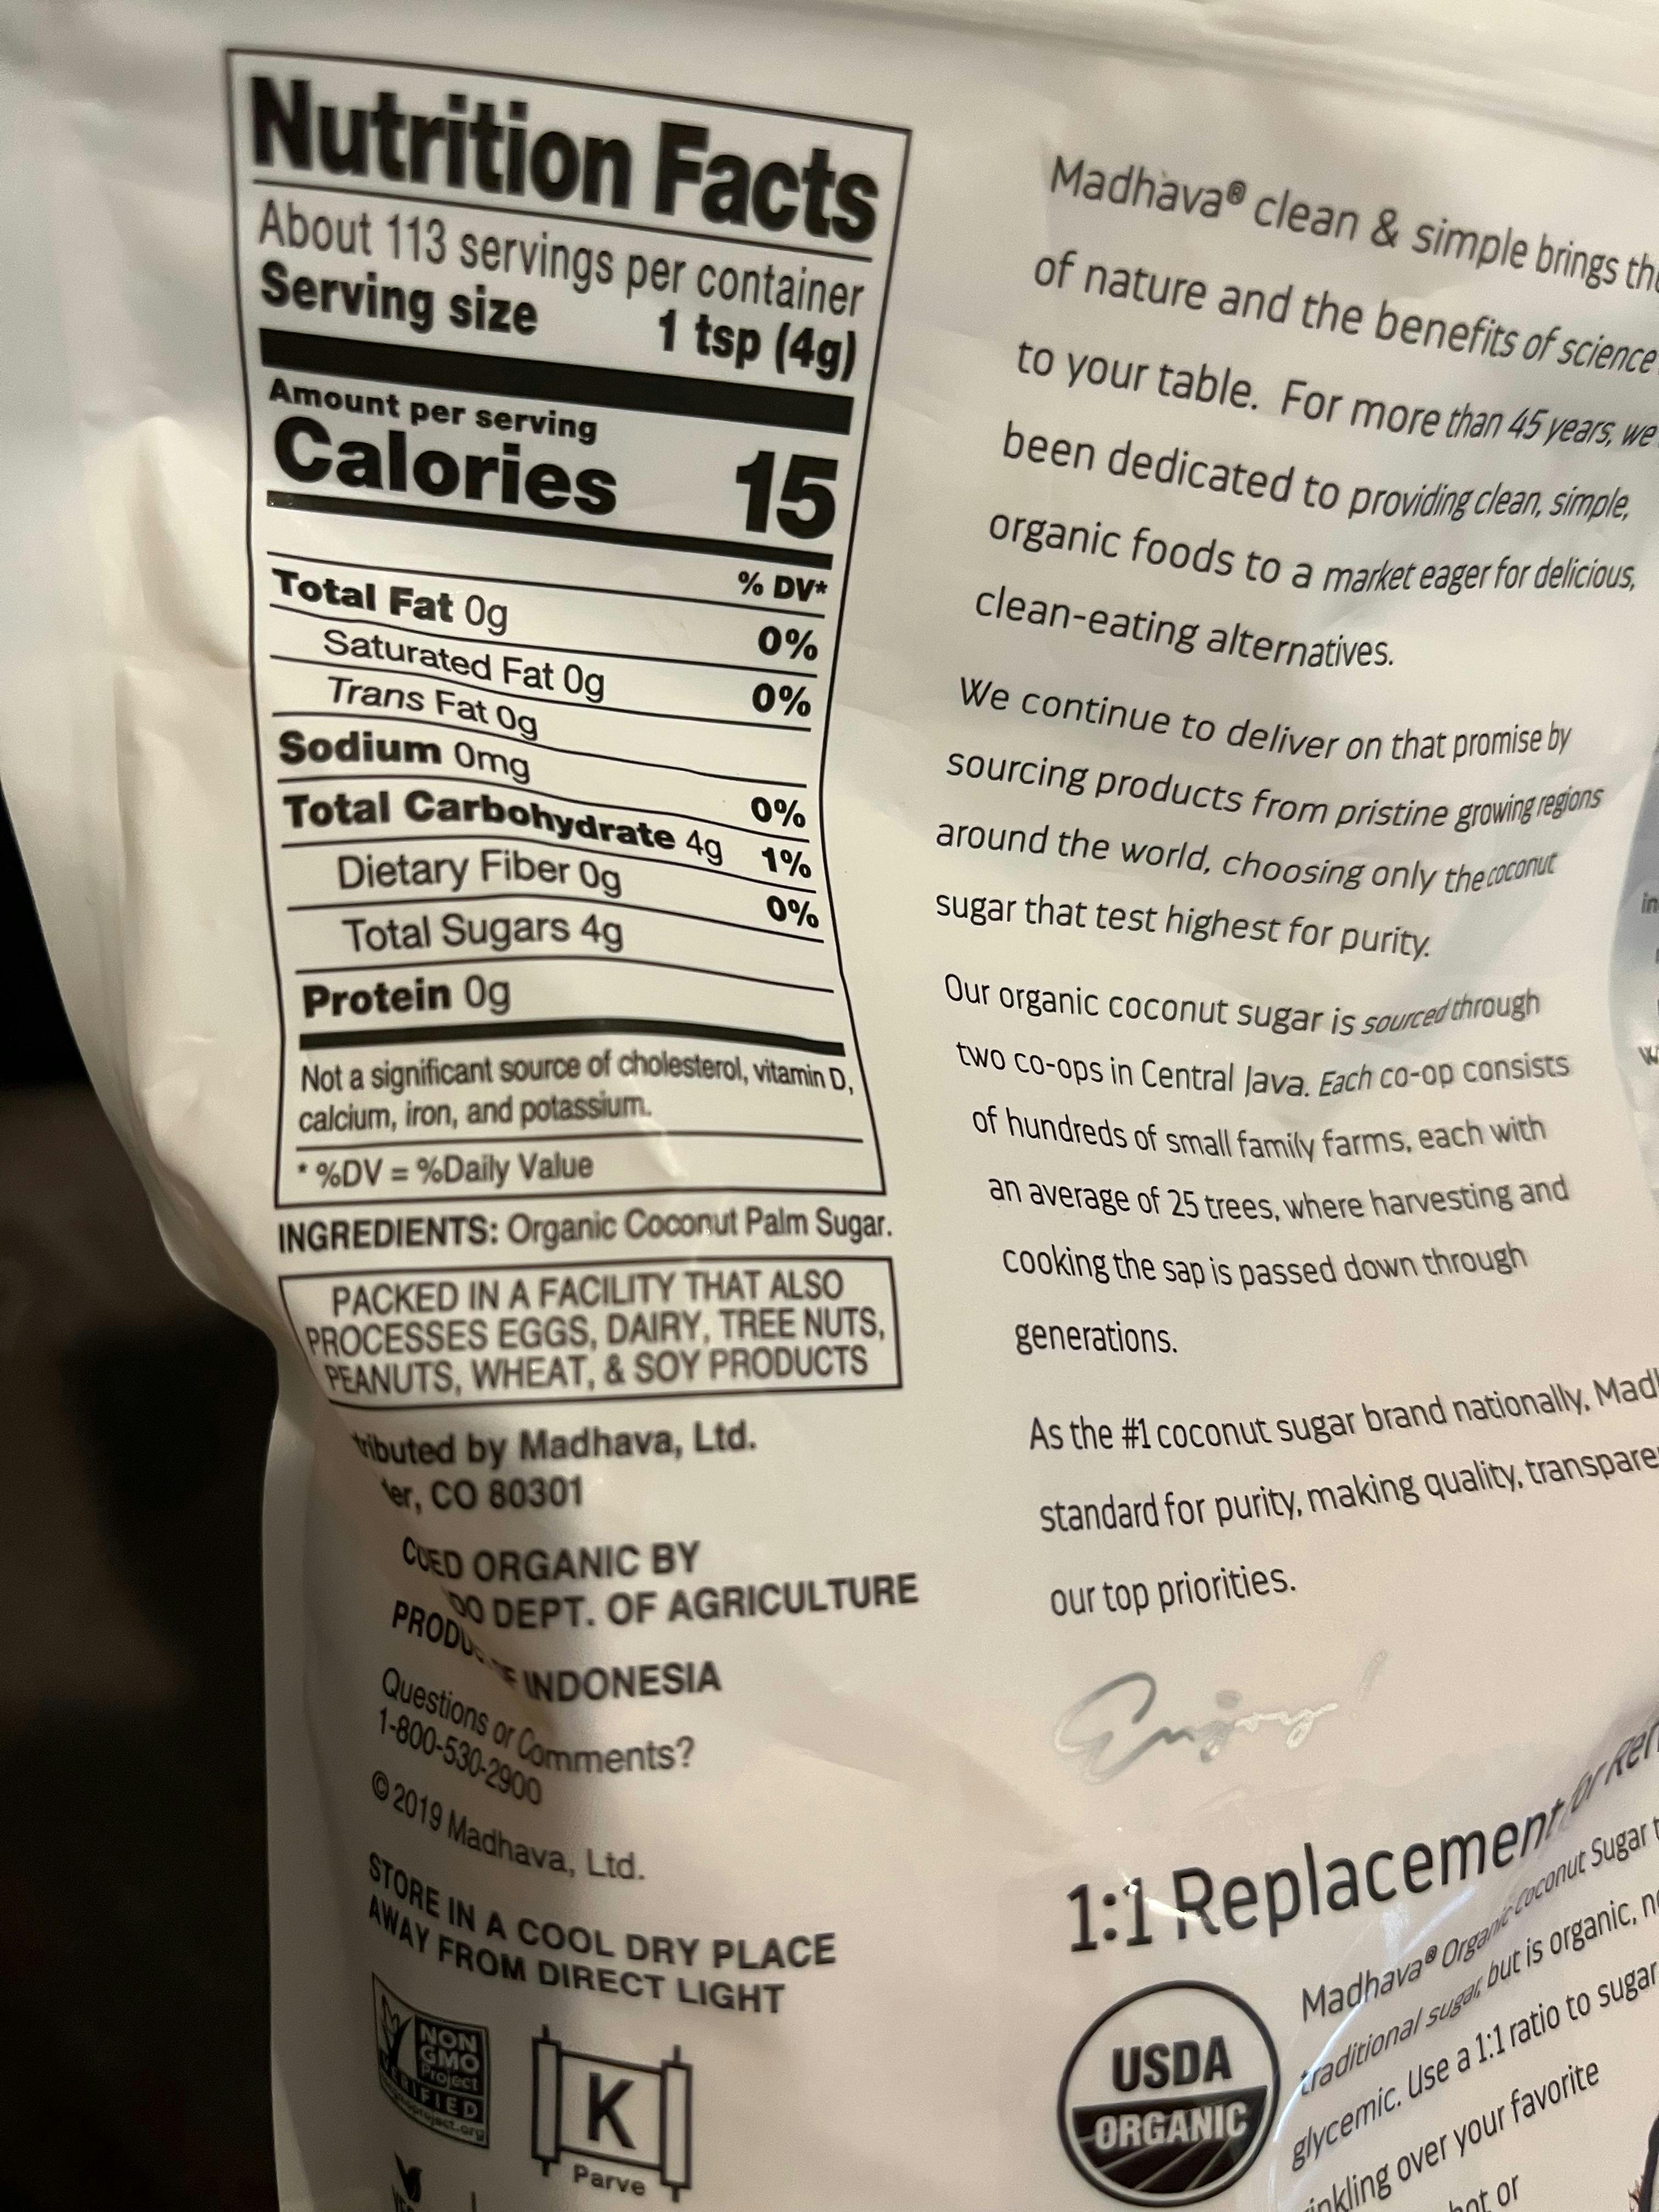 Nutrition Facts
About 113 servings per container
Serving size 1 tsp (4g)
Amount per serving
Calories 15
% DV*
Total Fat 0g 0%
Saturated Fat 0g 0%
Trans Fat 0g
Sodium 0mg 0%
Total Carbohydrate 4g 1%
Dietary Fiber 0g 0%
Total Sugars 4g
Protein 0g
Not a significant source of cholesterol, vitamin D,
calcium, iron, and potassium.
* %DV = %Daily Value
INGREDIENTS: Organic Coconut Palm Sugar.
PACKED IN A FACILITY THAT ALSO
PROCESSES EGGS, DAIRY, TREE NUTS,
PEANUTS, WHEAT, & SOY PRODUCTS
by Madhava, Ltd.
CO 80301
ORGANIC BY
DEPT. OF AGRICULTURE
INDONESIA
Questions or Comments?
1-800-530-2900
© 2019 Madhava, Ltd.
STORE IN A COOL DRY PLACE
AWAY FROM DIRECT LIGHT
NON
GMO
Project
VERIFIED
K
Parve
Madhava® clean & simple brings
of nature and the benefits of science
to your table. For more than 45 years, we
been dedicated to providing clean, simple,
organic foods to a market eager for delicious,
clean-eating alternatives.
We continue to deliver on that promise by
sourcing products from pristine growing regions
around the world, choosing only the coconut
sugar that test highest for purity.
Our organic coconut sugar is sourced through
two co-ops in Central Java. Each co-op consists
of hundreds of small family farms, each with
an average of 25 trees, where harvesting and
cooking the sap is passed down through
generations.
As the #1 coconut sugar brand nationally,
standard for purity, making quality,
our top priorities.
Enjoy!
1:1 Replacement for
Madhava® Organic Coconut Sugar
traditional sugar, but is organic,
glycemic. Use a 1:1 ratio to sugar
over your favorite
or
USDA
ORGANIC